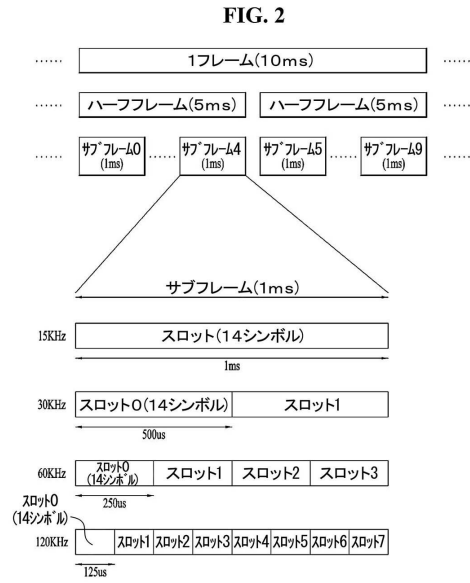 FIG. 2
…… 1フレーム(10ms) ……
…… ハーフフレーム(5ms) ハーフフレーム(5ms) ……
…… サブフレーム0 …… サブフレーム4 サブフレーム5 …… サブフレーム9 ……
(1ms) (1ms) (1ms) (1ms)
サブフレーム(1ms)
15KHz スロット(14シンボル)
1ms
30KHz スロット0(14シンボル) スロット1
500us
60KHz スロット0 スロット1 スロット2 スロット3
(14シンボル)
250us
スロット0
(14シンボル)
120KHz スロット1 スロット2 スロット3 スロット4 スロット5 スロット6 スロット7
125us